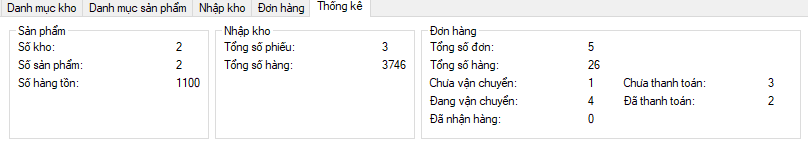 Danh mục kho Danh mục sản phẩm Nhập kho Đơn hàng Thống kê
Sản phẩm
Số kho: 2
Số sản phẩm: 2
Số hàng tồn: 1100
Nhập kho
Tổng số phiếu: 3
Tổng số hàng: 3746
Đơn hàng
Tổng số đơn: 5
Tổng số hàng: 26
Chưa vận chuyển: 1 Chưa thanh toán: 3
Đang vận chuyển: 4 Đã thanh toán: 2
Đã nhận hàng: 0